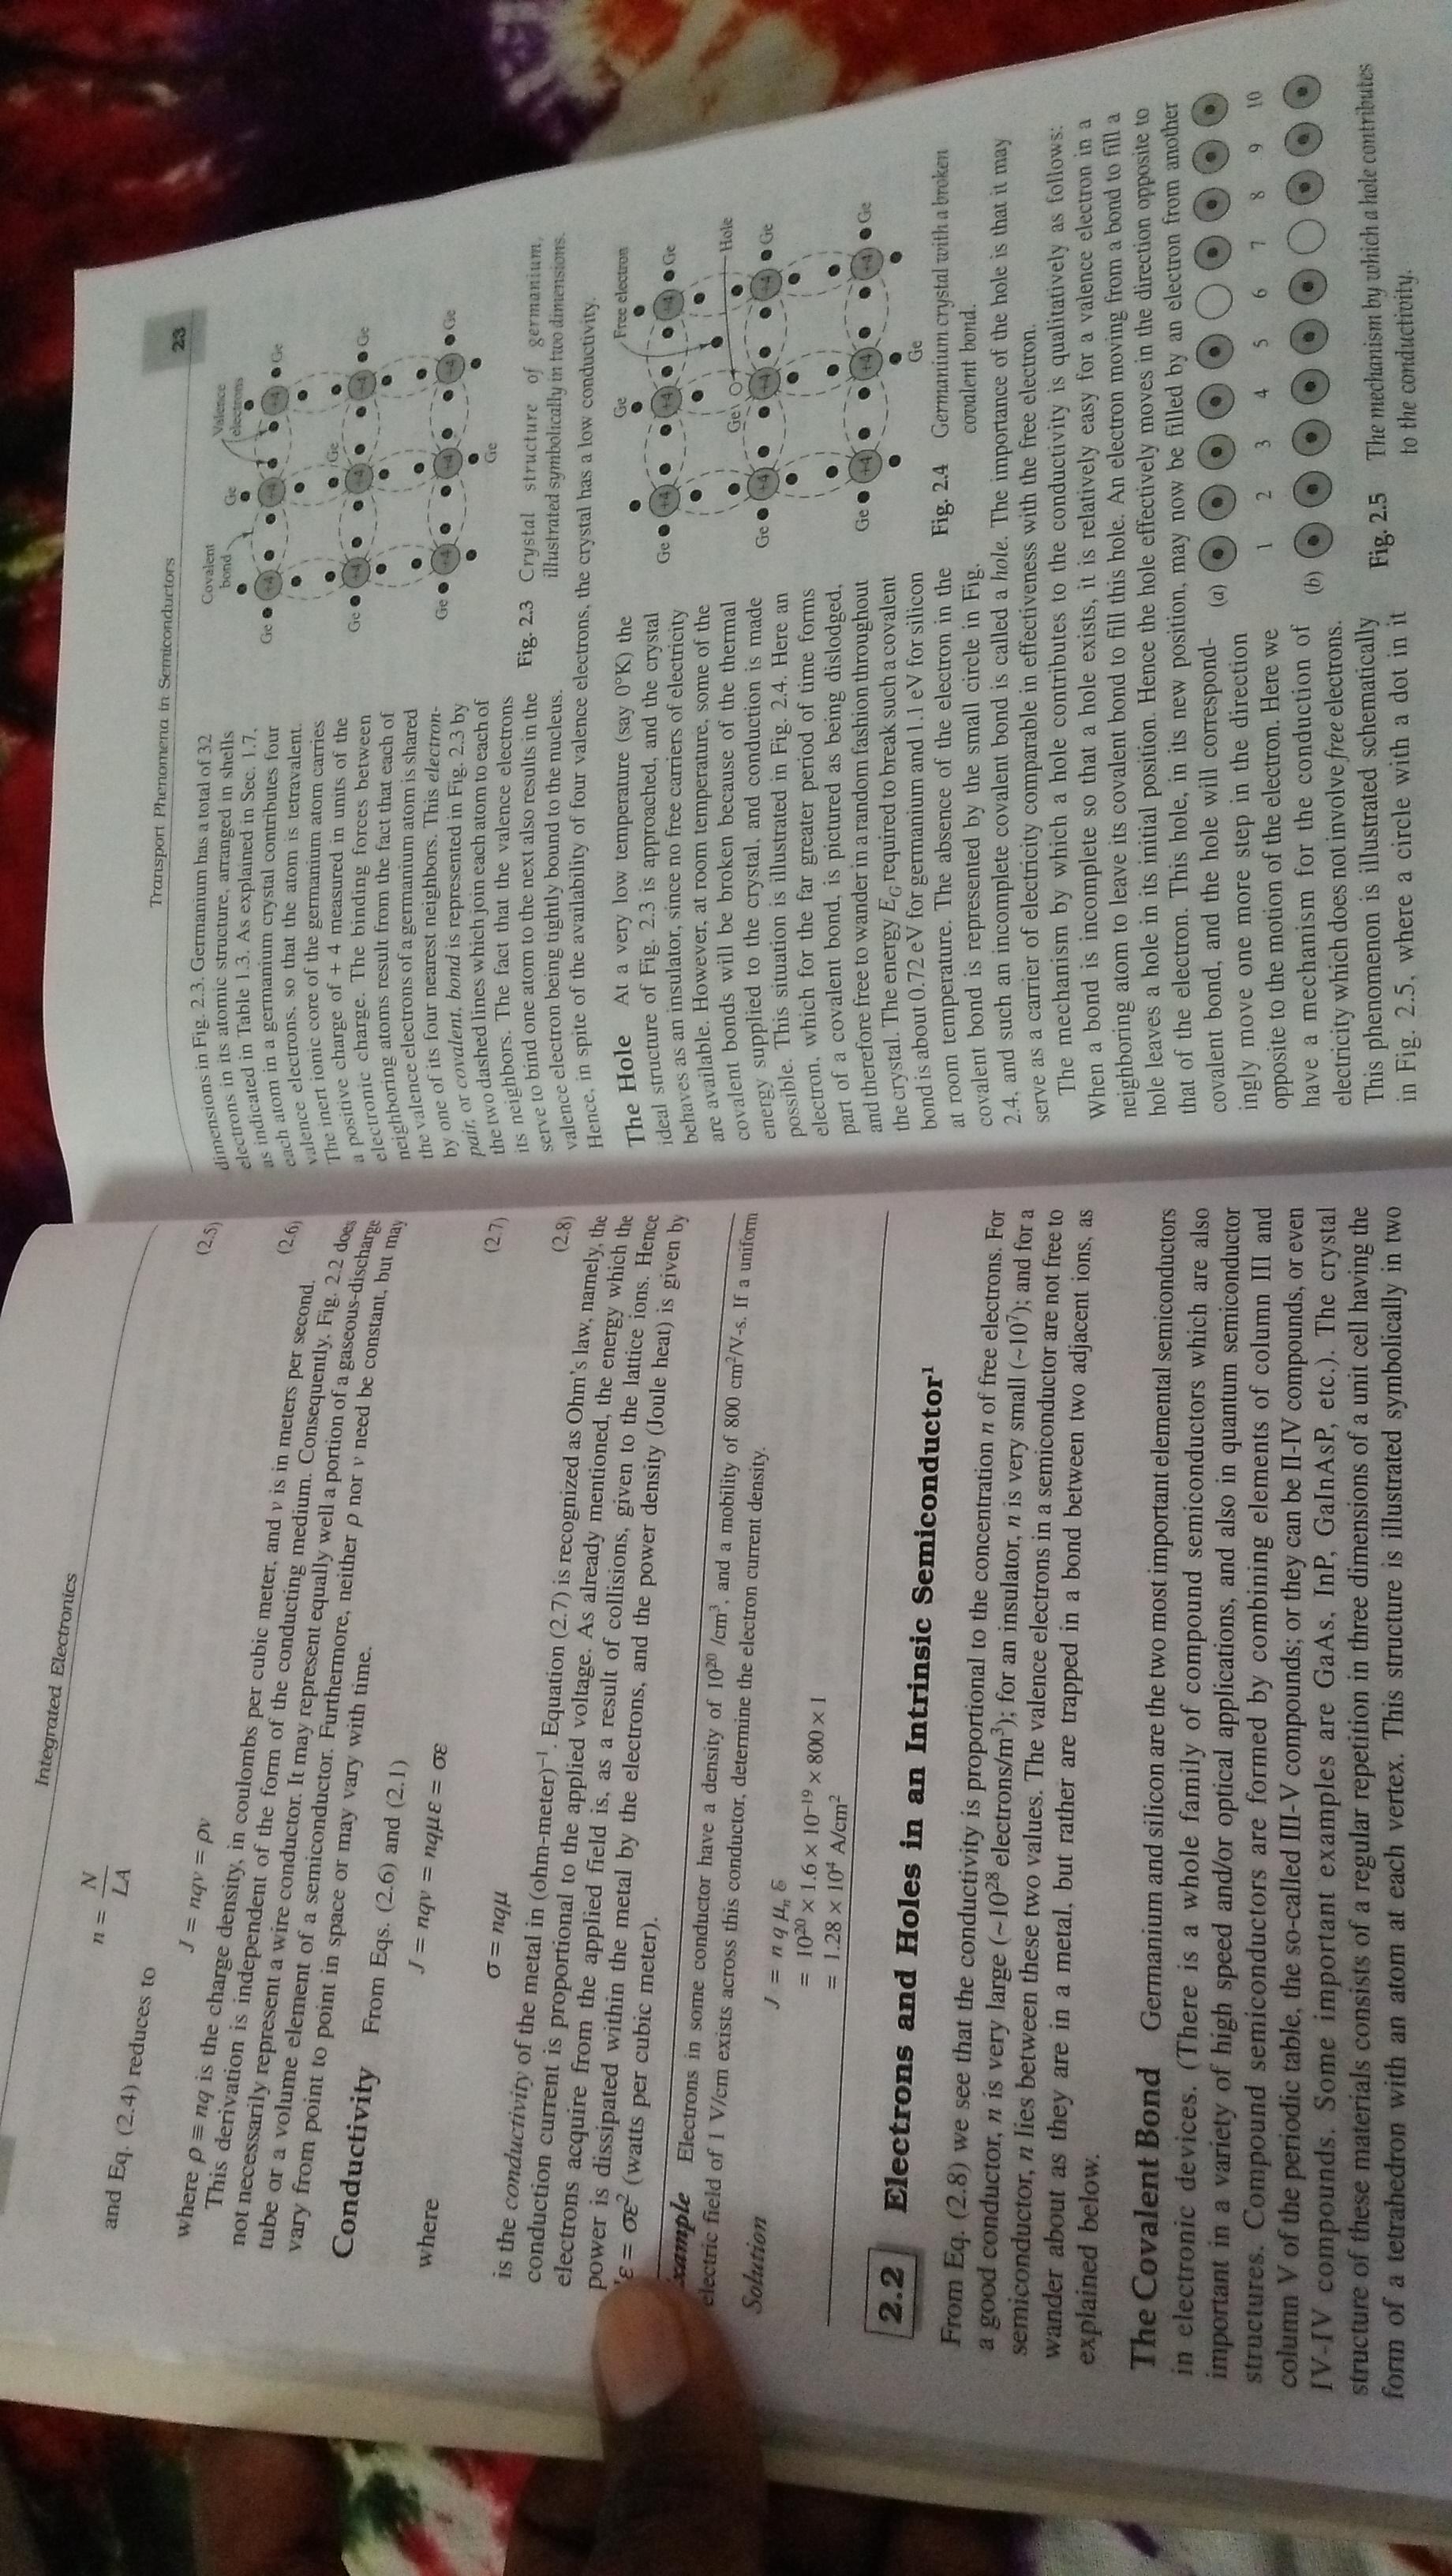 Integrated Electronics
n = N / LA
and Eq. (2.4) reduces to
J = nqv = ρv (2.5)
where ρ ≡ nq is the charge density, in coulombs per cubic meter, and v is in meters per second.
This derivation is independent of the form of the conducting medium. Consequently, Fig. 2.2 does
not necessarily represent a wire conductor. It may represent equally well a portion of a gaseous-discharge
tube or a volume element of a semiconductor. Furthermore, neither ρ nor v need be constant, but may
vary from point to point in space or may vary with time.
(2.6)
Conductivity From Eqs. (2.6) and (2.1)
J = nqv = nqμε = σε (2.7)
where
σ = nqμ (2.8)
is the conductivity of the metal in (ohm-meter)⁻¹. Equation (2.7) is recognized as Ohm's law, namely, the
conduction current is proportional to the applied voltage. As already mentioned, the energy which the
electrons acquire from the applied field is, as a result of collisions, given to the lattice ions. Hence
power is dissipated within the metal by the electrons, and the power density (Joule heat) is given by
ε = σε² (watts per cubic meter).
xample Electrons in some conductor have a density of 10²⁰ /cm³, and a mobility of 800 cm²/V-s. If a uniform
electric field of 1 V/cm exists across this conductor, determine the electron current density.
Solution
J = n q μₙ ε
= 10²⁰ × 1.6 × 10⁻¹⁹ × 800 × 1
= 1.28 × 10⁴ A/cm²
2.2 Electrons and Holes in an Intrinsic Semiconductor¹
From Eq. (2.8) we see that the conductivity is proportional to the concentration n of free electrons. For
a good conductor, n is very large (~10²⁸ electrons/m³); for an insulator, n is very small (~10⁷); and for a
semiconductor, n lies between these two values. The valence electrons in a semiconductor are not free to
wander about as they are in a metal, but rather are trapped in a bond between two adjacent ions, as
explained below.
The Covalent Bond Germanium and silicon are the two most important elemental semiconductors
in electronic devices. (There is a whole family of compound semiconductors which are also
important in a variety of high speed and/or optical applications, and also in quantum semiconductor
structures. Compound semiconductors are formed by combining elements of column III and
column V of the periodic table, the so-called III-V compounds; or they can be II-IV compounds, or even
IV-IV compounds. Some important examples are GaAs, InP, GaInAsP, etc.). The crystal
structure of these materials consists of a regular repetition in three dimensions of a unit cell having the
form of a tetrahedron with an atom at each vertex. This structure is illustrated symbolically in two
Transport Phenomena in Semiconductors 23
dimensions in Fig. 2.3. Germanium has a total of 32
electrons in its atomic structure, arranged in shells
as indicated in Table 1.3. As explained in Sec. 1.7,
each atom in a germanium crystal contributes four
valence electrons, so that the atom is tetravalent.
The inert ionic core of the germanium atom carries
a positive charge of + 4 measured in units of the
electronic charge. The binding forces between
neighboring atoms result from the fact that each of
the valence electrons of a germanium atom is shared
by one of its four nearest neighbors. This electron-
pair, or covalent, bond is represented in Fig. 2.3 by
the two dashed lines which join each atom to each of
its neighbors. The fact that the valence electrons
serve to bind one atom to the next also results in the
valence electron being tightly bound to the nucleus.
Hence, in spite of the availability of four valence electrons, the crystal has a low conductivity.
Covalent
bond
Valence
electrons
Ge
Ge
Ge
Ge
Ge
Ge
Ge
Ge
Ge
+4
+4
+4
+4
+4
+4
+4
+4
+4
Fig. 2.3 Crystal structure of germanium,
illustrated symbolically in two dimensions.
The Hole At a very low temperature (say 0°K) the
ideal structure of Fig. 2.3 is approached, and the crystal
behaves as an insulator, since no free carriers of electricity
are available. However, at room temperature, some of the
covalent bonds will be broken because of the thermal
energy supplied to the crystal, and conduction is made
possible. This situation is illustrated in Fig. 2.4. Here an
electron, which for the far greater period of time forms
part of a covalent bond, is pictured as being dislodged,
and therefore free to wander in a random fashion throughout
the crystal. The energy E_G required to break such a covalent
bond is about 0.72 eV for germanium and 1.1 eV for silicon
at room temperature. The absence of the electron in the
covalent bond is represented by the small circle in Fig.
2.4, and such an incomplete covalent bond is called a hole. The importance of the hole is that it may
serve as a carrier of electricity comparable in effectiveness with the free electron.
Free electron
Hole
Ge
Ge
Ge
Ge
Ge
Ge
Ge
Ge
Ge
+4
+4
+4
+4
+4
+4
+4
+4
+4
Fig. 2.4 Germanium crystal with a broken
covalent bond.
The mechanism by which a hole contributes to the conductivity is qualitatively as follows:
When a bond is incomplete so that a hole exists, it is relatively easy for a valence electron in a
neighboring atom to leave its covalent bond to fill this hole. An electron moving from a bond to fill a
hole leaves a hole in its initial position. Hence the hole effectively moves in the direction opposite to
that of the electron. This hole, in its new position, may now be filled by an electron from another
covalent bond, and the hole will correspond-
ingly move one more step in the direction
opposite to the motion of the electron. Here we
have a mechanism for the conduction of
electricity which does not involve free electrons.
This phenomenon is illustrated schematically
in Fig. 2.5, where a circle with a dot in it
(a)
1 2 3 4 5 6 7 8 9 10
(b)
Fig. 2.5 The mechanism by which a hole contributes
to the conductivity.